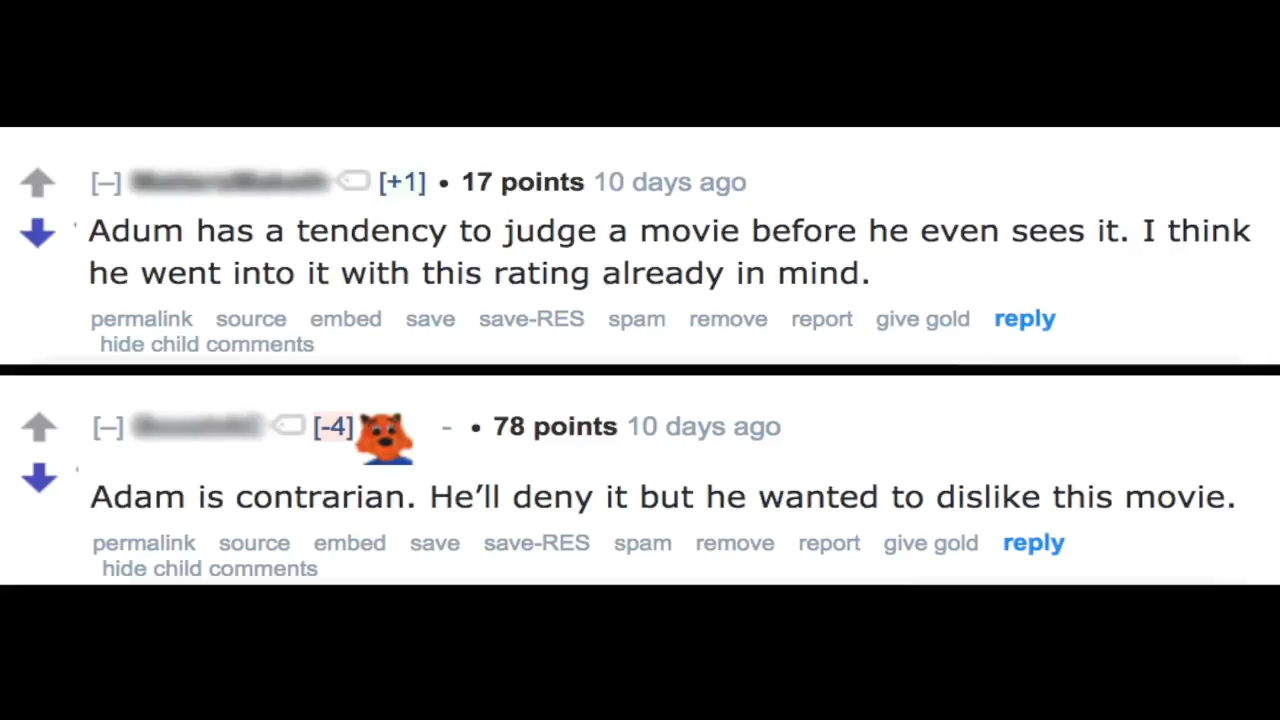 [–] [+1] • 17 points 10 days ago
Adum has a tendency to judge a movie before he even sees it. I think
he went into it with this rating already in mind.
permalink source embed save save-RES spam remove report give gold reply
hide child comments
[–] [-4] - • 78 points 10 days ago
Adam is contrarian. He’ll deny it but he wanted to dislike this movie.
permalink source embed save save-RES spam remove report give gold reply
hide child comments